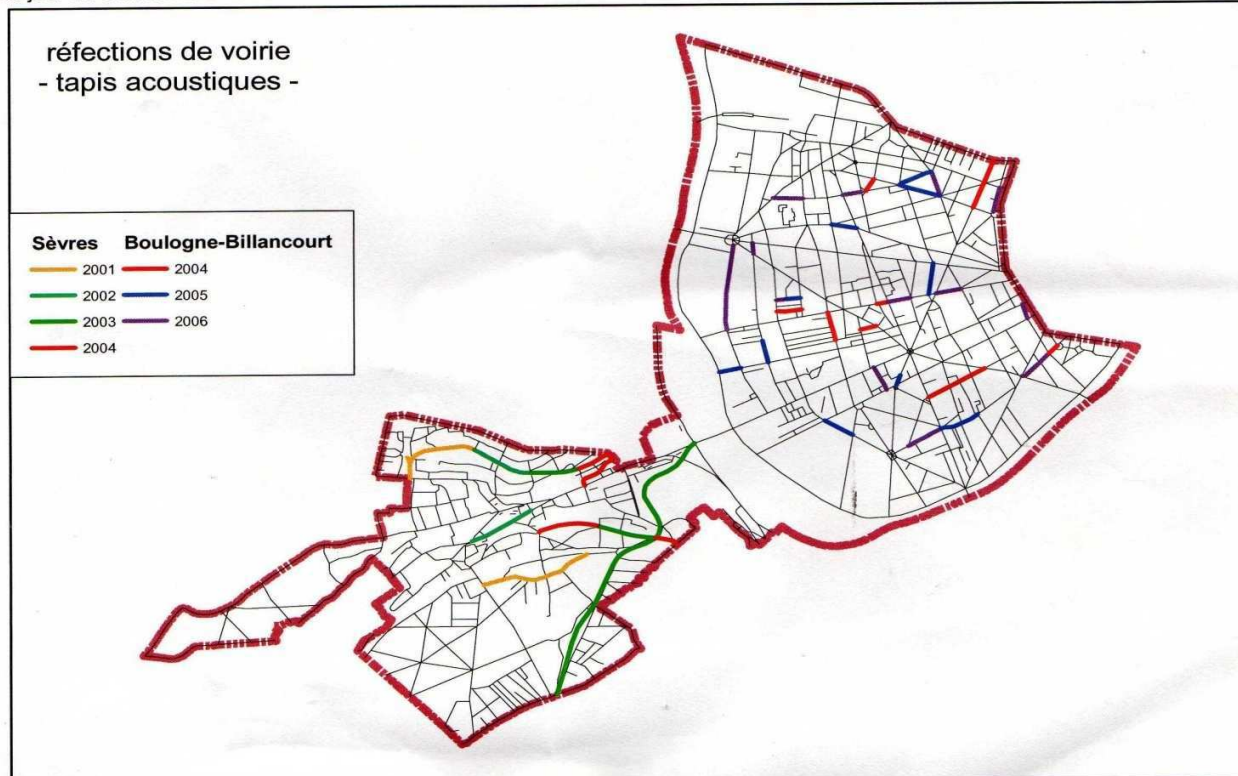 réfections de voirie
- tapis acoustiques -
Sèvres Boulogne-Billancourt
2001 2004
2002 2005
2003 2006
2004